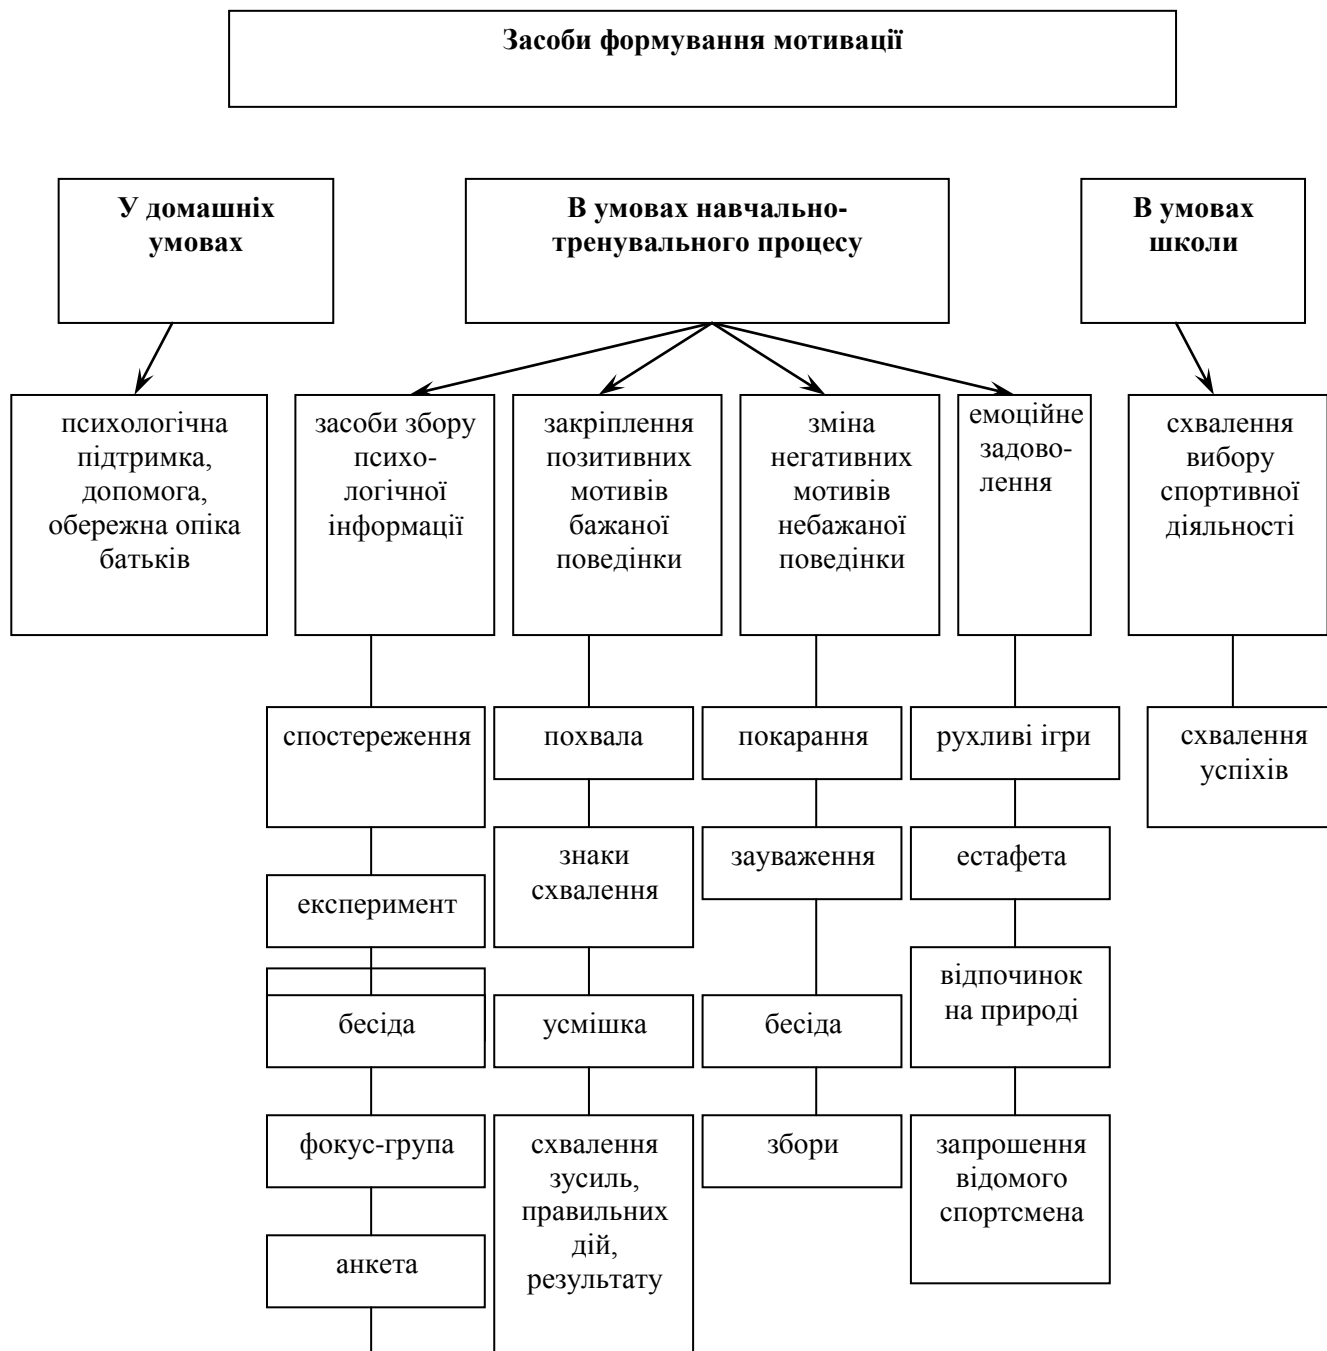 Засоби формування мотивації
У домашніх
умовах
В умовах навчально-
тренувального процесу
В умовах
школи
психологічна
підтримка,
допомога,
обережна опіка
батьків
засоби збору
психо-
логічної
інформації
закріплення
позитивних
мотивів
бажаної
поведінки
зміна
негативних
мотивів
небажаної
поведінки
емоційне
задово-
лення
схвалення
вибору
спортивної
діяльності
спостереження
похвала
покарання
рухливі ігри
схвалення
успіхів
експеримент
знаки
схвалення
зауваження
естафета
бесіда
усмішка
бесіда
відпочинок
на природі
фокус-група
схвалення
зусиль,
правильних
дій,
результату
збори
запрошення
відомого
спортсмена
анкета